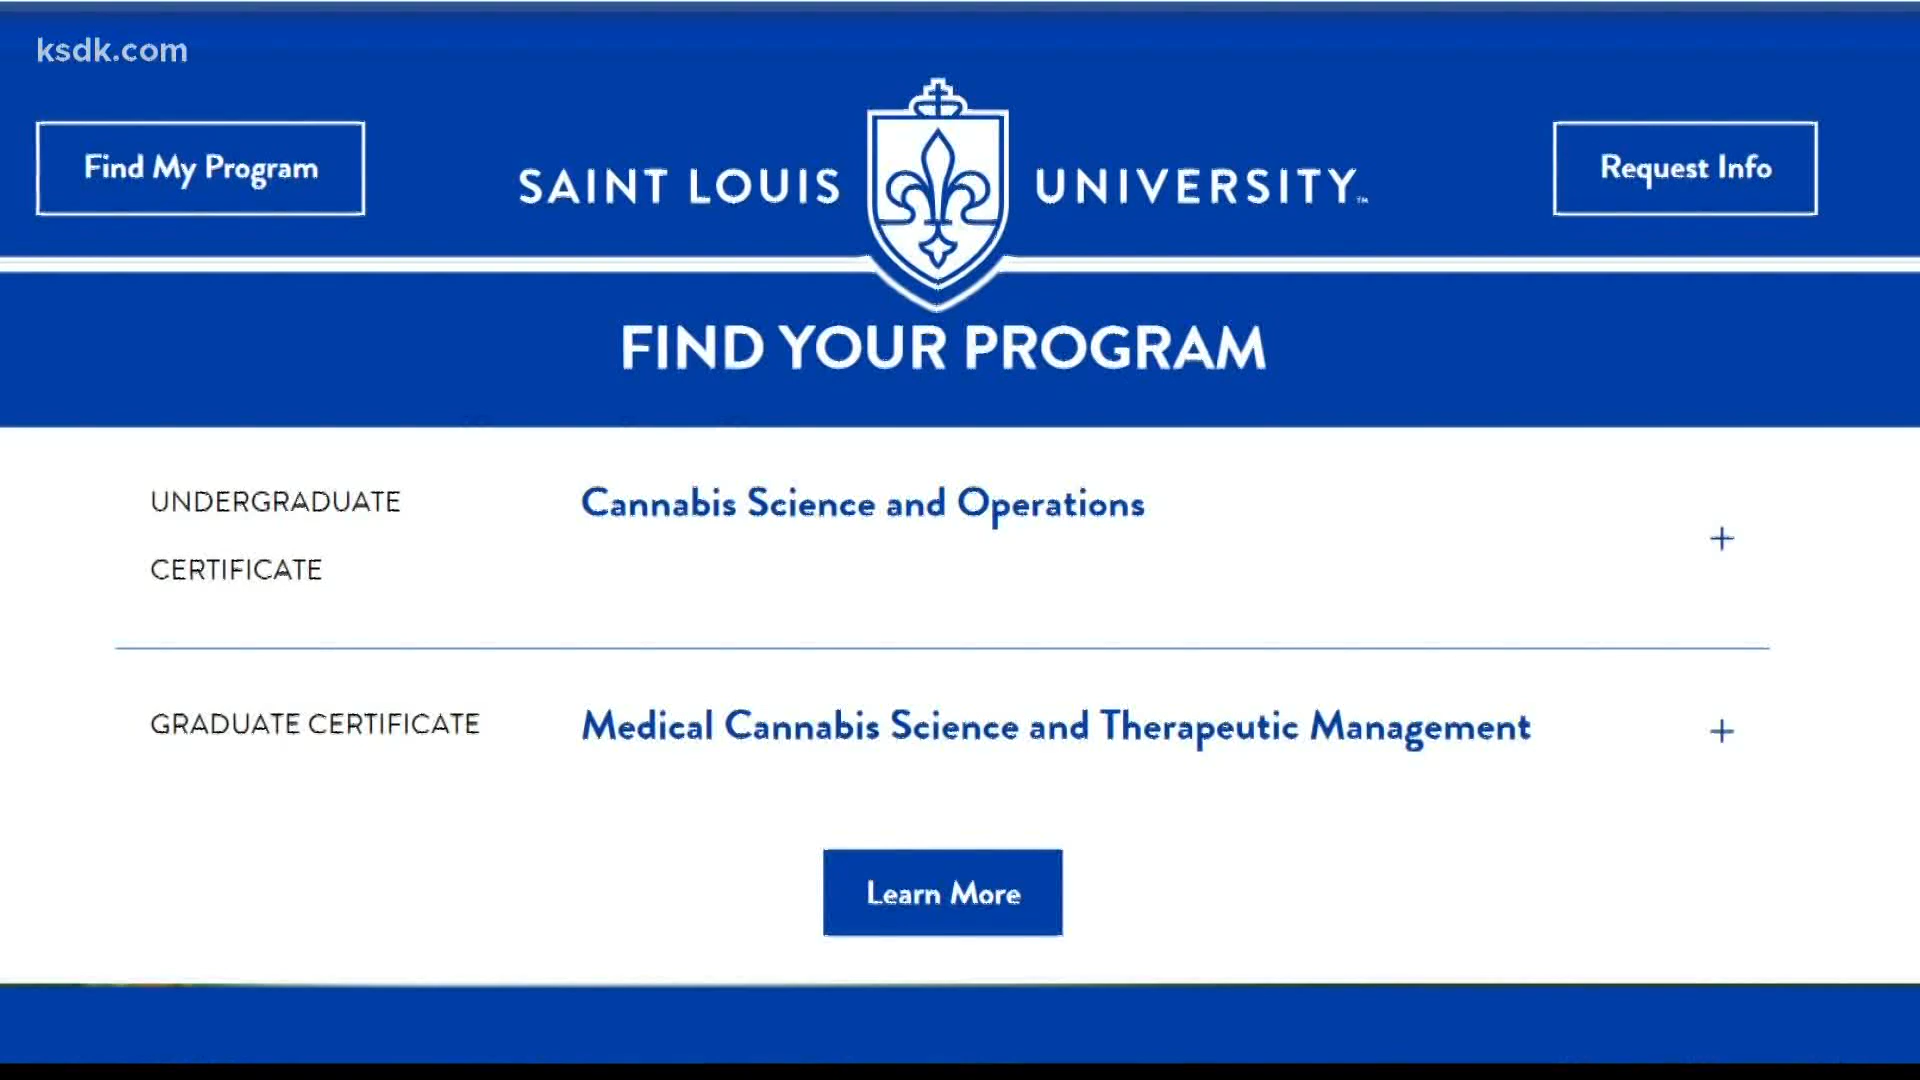 ksdk.com
Find My Program
SAINT LOUIS UNIVERSITY™
Request Info
FIND YOUR PROGRAM
UNDERGRADUATE
CERTIFICATE
Cannabis Science and Operations
+
GRADUATE CERTIFICATE
Medical Cannabis Science and Therapeutic Management
+
Learn More